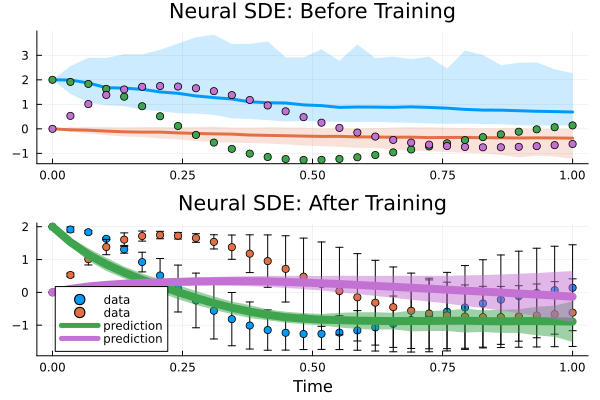 Neural SDE: Before Training
3
2
1
0
−1
0.00 0.25 0.50 0.75 1.00
Neural SDE: After Training
2
1
0
−1
data
data
prediction
prediction
0.00 0.25 0.50 0.75 1.00
Time